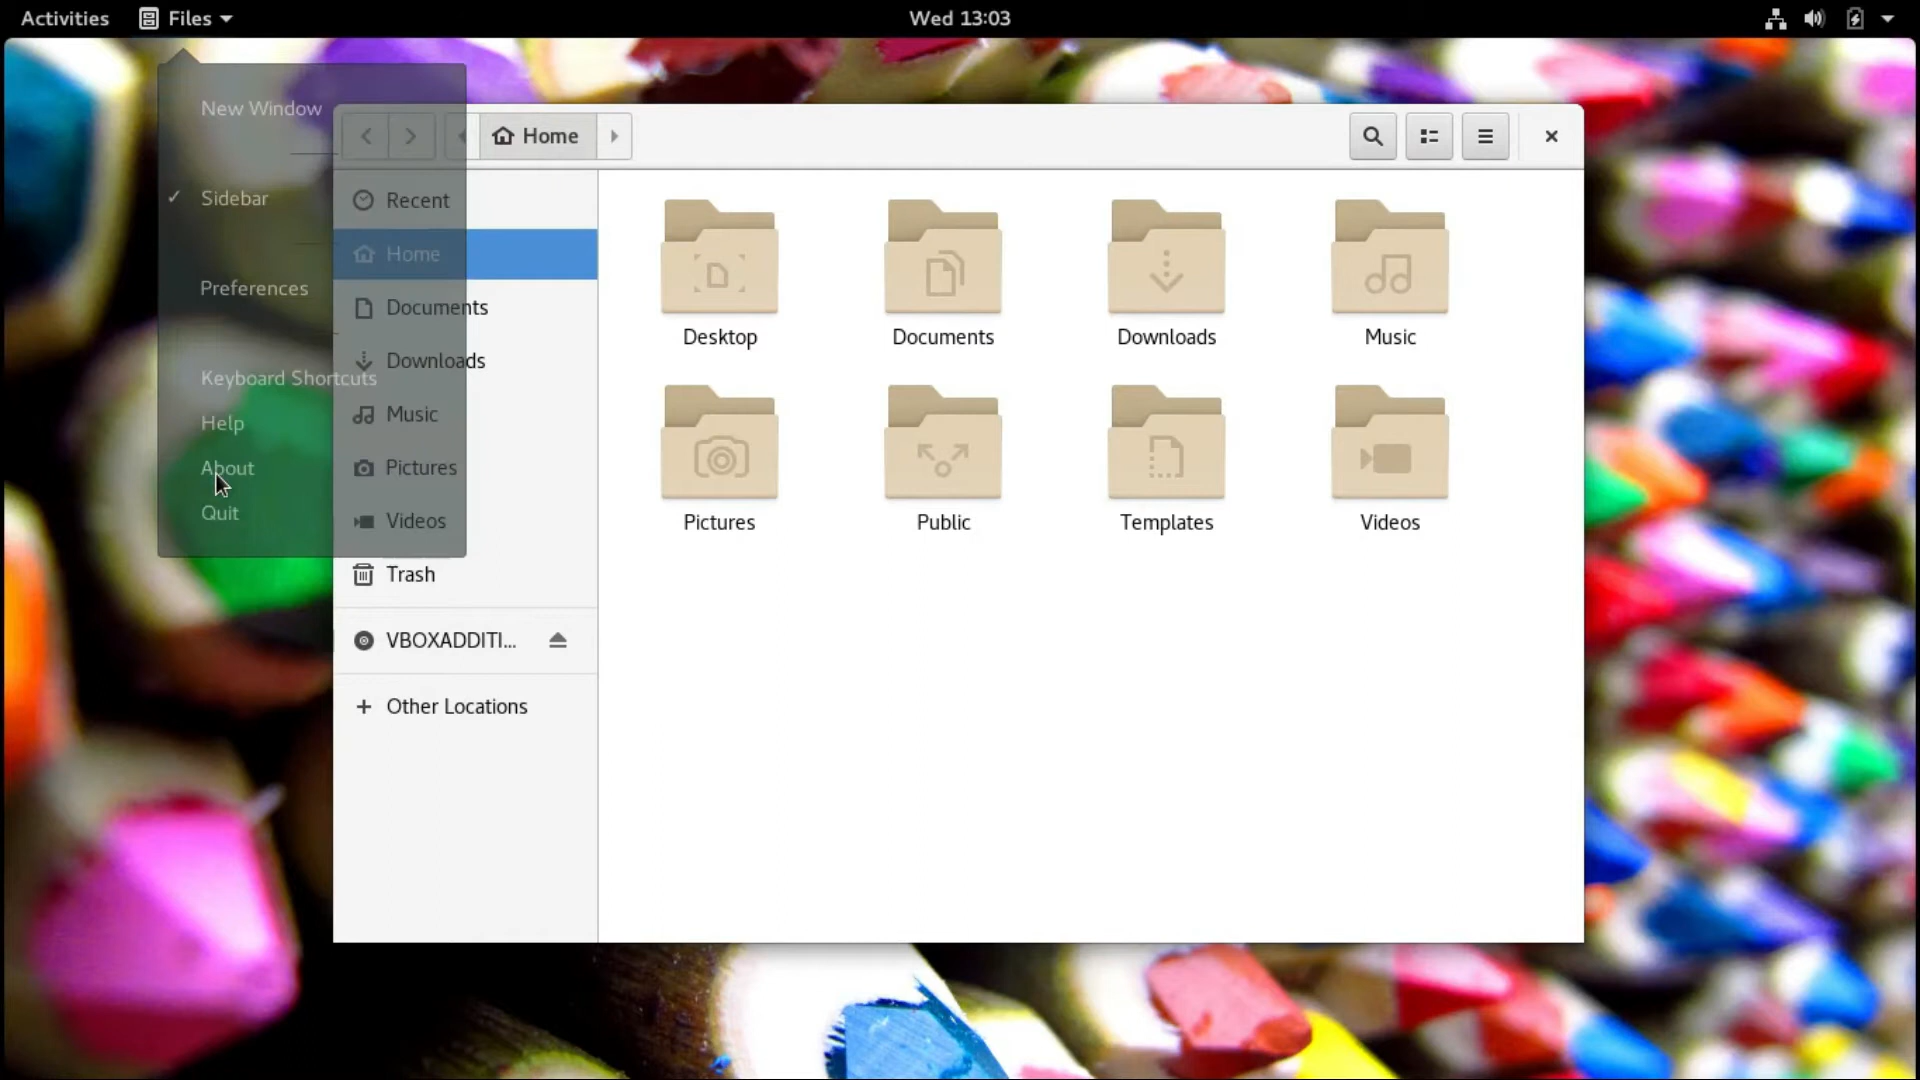 Activities Files Wed 13:03
New Window
Sidebar
Preferences
Keyboard Shortcuts
Help
About
Quit
Home
Recent
Home
Documents
Downloads
Music
Pictures
Videos
Trash
VBOXADDITI...
Other Locations
Desktop Documents Downloads Music
Pictures Public Templates Videos